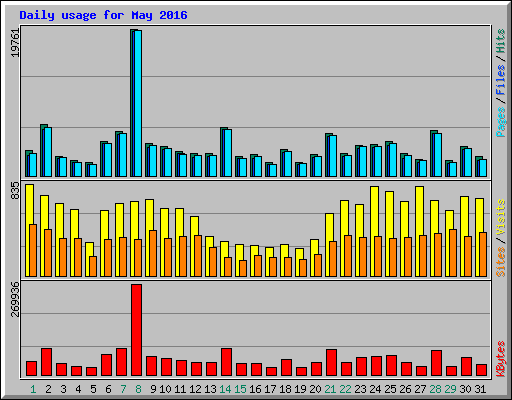 Daily usage for May 2016
19761
Pages / Files / Hits
835
Sites / Visits
269936
KBytes
1 2 3 4 5 6 7 8 9 10 11 12 13 14 15 16 17 18 19 20 21 22 23 24 25 26 27 28 29 30 31